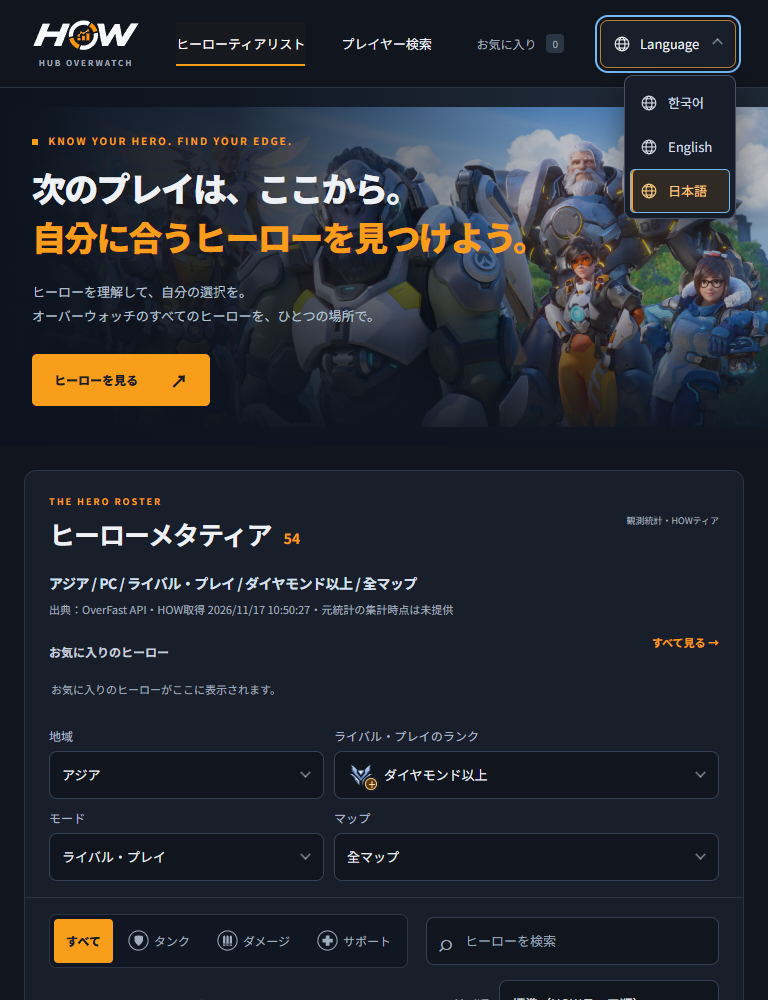 HOW
HUB OVERWATCH
ヒーローティアリスト
プレイヤー検索
お気に入り 0
Language
한국어
English
日本語
KNOW YOUR HERO. FIND YOUR EDGE.
次のプレイは、ここから。
自分に合うヒーローを見つけよう。
ヒーローを理解して、自分の選択を。
オーバーウォッチのすべてのヒーローを、ひとつの場所で。
ヒーローを見る ↗
THE HERO ROSTER
ヒーローメタティア 54
観測統計・HOWティア
アジア / PC / ライバル・プレイ / ダイヤモンド以上 / 全マップ
出典：OverFast API・HOW取得 2026/11/17 10:50:27・元統計の集計時点は未提供
お気に入りのヒーロー
すべて見る →
お気に入りのヒーローがここに表示されます。
地域
ライバル・プレイのランク
アジア
ダイヤモンド以上
モード
マップ
ライバル・プレイ
全マップ
すべて
タンク
ダメージ
サポート
ヒーローを検索